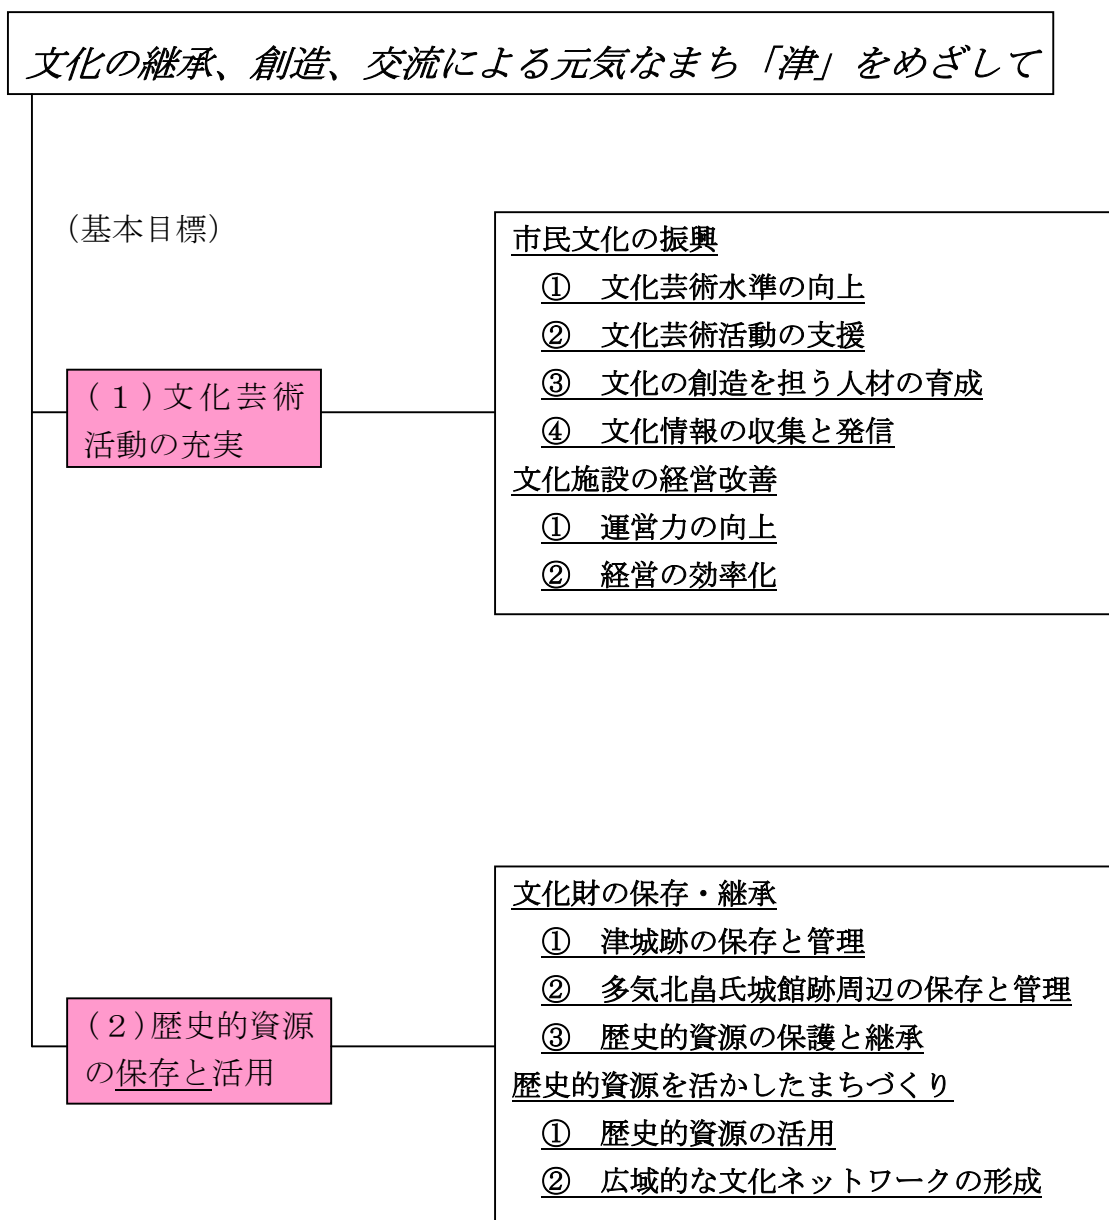 文化の継承、創造、交流による元気なまち「津」をめざして
(基本目標)
(1)文化芸術
活動の充実
市民文化の振興
① 文化芸術水準の向上
② 文化芸術活動の支援
③ 文化の創造を担う人材の育成
④ 文化情報の収集と発信
文化施設の経営改善
① 運営力の向上
② 経営の効率化
(2)歴史的資源
の保存と活用
文化財の保存・継承
① 津城跡の保存と管理
② 多気北畠氏城館跡周辺の保存と管理
③ 歴史的資源の保護と継承
歴史的資源を活かしたまちづくり
① 歴史的資源の活用
② 広域的な文化ネットワークの形成